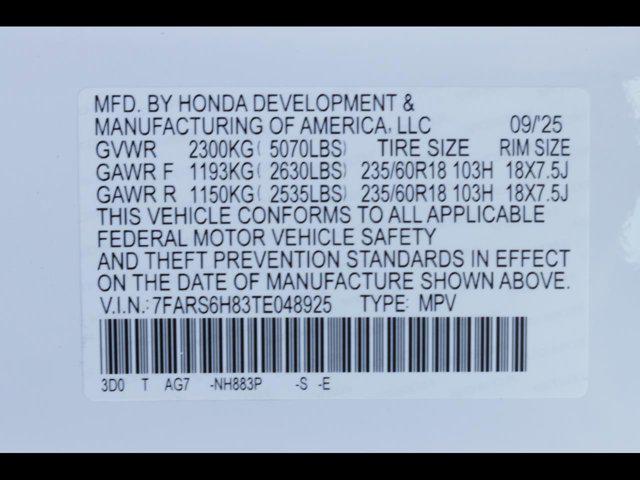 MFD. BY HONDA DEVELOPMENT &
MANUFACTURING OF AMERICA, LLC 09/'25
GVWR 2300KG( 5070LBS) TIRE SIZE RIM SIZE
GAWR F 1193KG( 2630LBS) 235/60R18 103H 18X7.5J
GAWR R 1150KG( 2535LBS) 235/60R18 103H 18X7.5J
THIS VEHICLE CONFORMS TO ALL APPLICABLE
FEDERAL MOTOR VEHICLE SAFETY
AND THEFT PREVENTION STANDARDS IN EFFECT
ON THE DATE OF MANUFACTURE SHOWN ABOVE.
V.I.N.:7FARS6H83TE048925 TYPE: MPV
3D0 T AG7 -NH883P -S -E